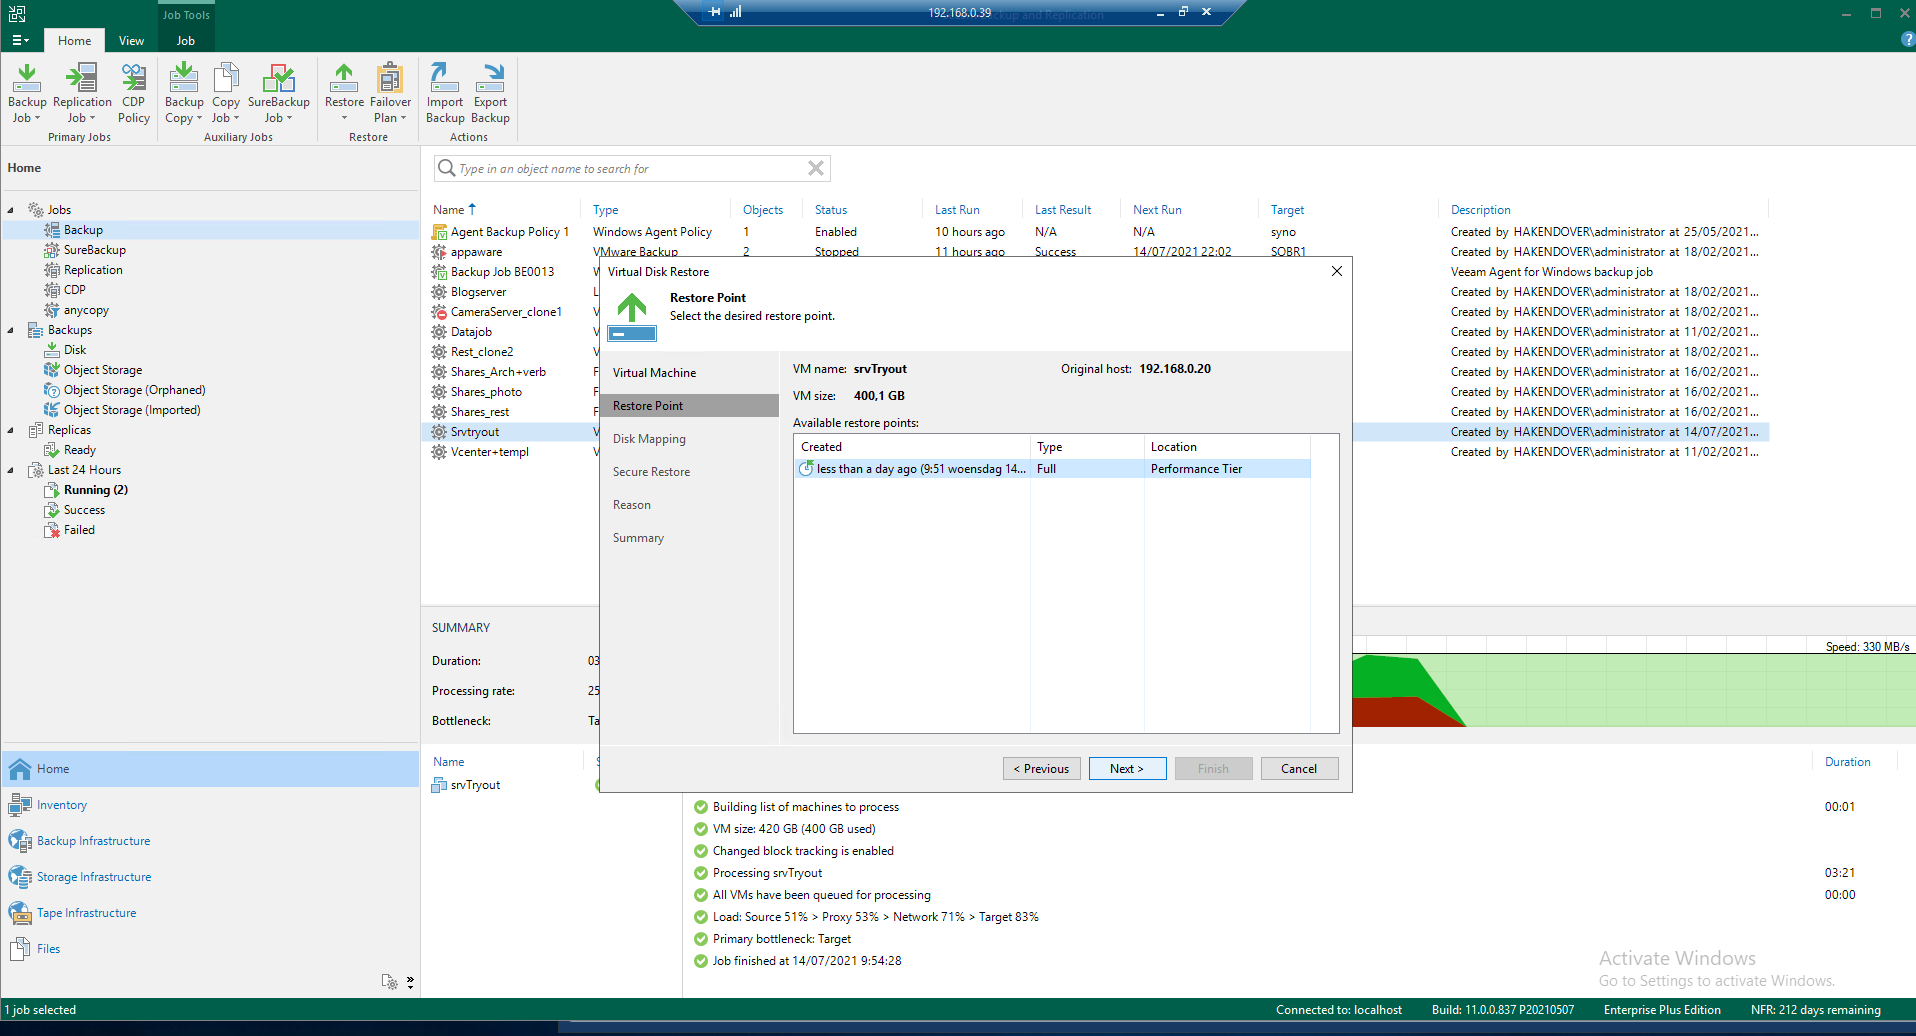 Job Tools
192.168.0.39
Home
View
Job
Backup Job
Replication Job
CDP Policy
Backup Copy
Copy Job
SureBackup Job
Restore
Failover Plan
Import Backup
Export Backup
Primary Jobs
Auxiliary Jobs
Restore
Actions
Home
Jobs
Backup
SureBackup
Replication
CDP
anycopy
Backups
Disk
Object Storage
Object Storage (Orphaned)
Object Storage (Imported)
Replicas
Ready
Last 24 Hours
Running (2)
Success
Failed
Home
Inventory
Backup Infrastructure
Storage Infrastructure
Tape Infrastructure
Files
Type in an object name to search for
Name Type Objects Status Last Run Last Result Next Run Target Description
Agent Backup Policy 1 Windows Agent Policy 1 Enabled 10 hours ago N/A N/A syno Created by HAKENDOVER\administrator at 25/05/2021...
appaware VMware Backup 2 Stopped 11 hours ago Success 14/07/2021 22:02 SOBR1 Created by HAKENDOVER\administrator at 18/02/2021...
Backup Job BE0013 W Veeam Agent for Windows backup job
Blogserver L Created by HAKENDOVER\administrator at 18/02/2021...
CameraServer_clone1 V Created by HAKENDOVER\administrator at 18/02/2021...
Datajob V Created by HAKENDOVER\administrator at 11/02/2021...
Rest_clone2 V Created by HAKENDOVER\administrator at 18/02/2021...
Shares_Arch+verb F Created by HAKENDOVER\administrator at 16/02/2021...
Shares_photo F Created by HAKENDOVER\administrator at 16/02/2021...
Shares_rest F Created by HAKENDOVER\administrator at 16/02/2021...
Srvtryout V Created by HAKENDOVER\administrator at 14/07/2021...
Vcenter+templ V Created by HAKENDOVER\administrator at 11/02/2021...
Virtual Disk Restore
Restore Point
Select the desired restore point.
Virtual Machine
Restore Point
Disk Mapping
Secure Restore
Reason
Summary
VM name: srvTryout Original host: 192.168.0.20
VM size: 400,1 GB
Available restore points:
Created Type Location
less than a day ago (9:51 woensdag 14... Full Performance Tier
< Previous Next > Finish Cancel
SUMMARY
Duration: 03
Processing rate: 25
Bottleneck: Ta
Speed: 330 MB/s
Name S Duration
srvTryout
Building list of machines to process 00:01
VM size: 420 GB (400 GB used)
Changed block tracking is enabled
Processing srvTryout 03:21
All VMs have been queued for processing 00:00
Load: Source 51% > Proxy 53% > Network 71% > Target 83%
Primary bottleneck: Target
Job finished at 14/07/2021 9:54:28
Activate Windows
Go to Settings to activate Windows.
1 job selected
Connected to: localhost Build: 11.0.0.837 P20210507 Enterprise Plus Edition NFR: 212 days remaining